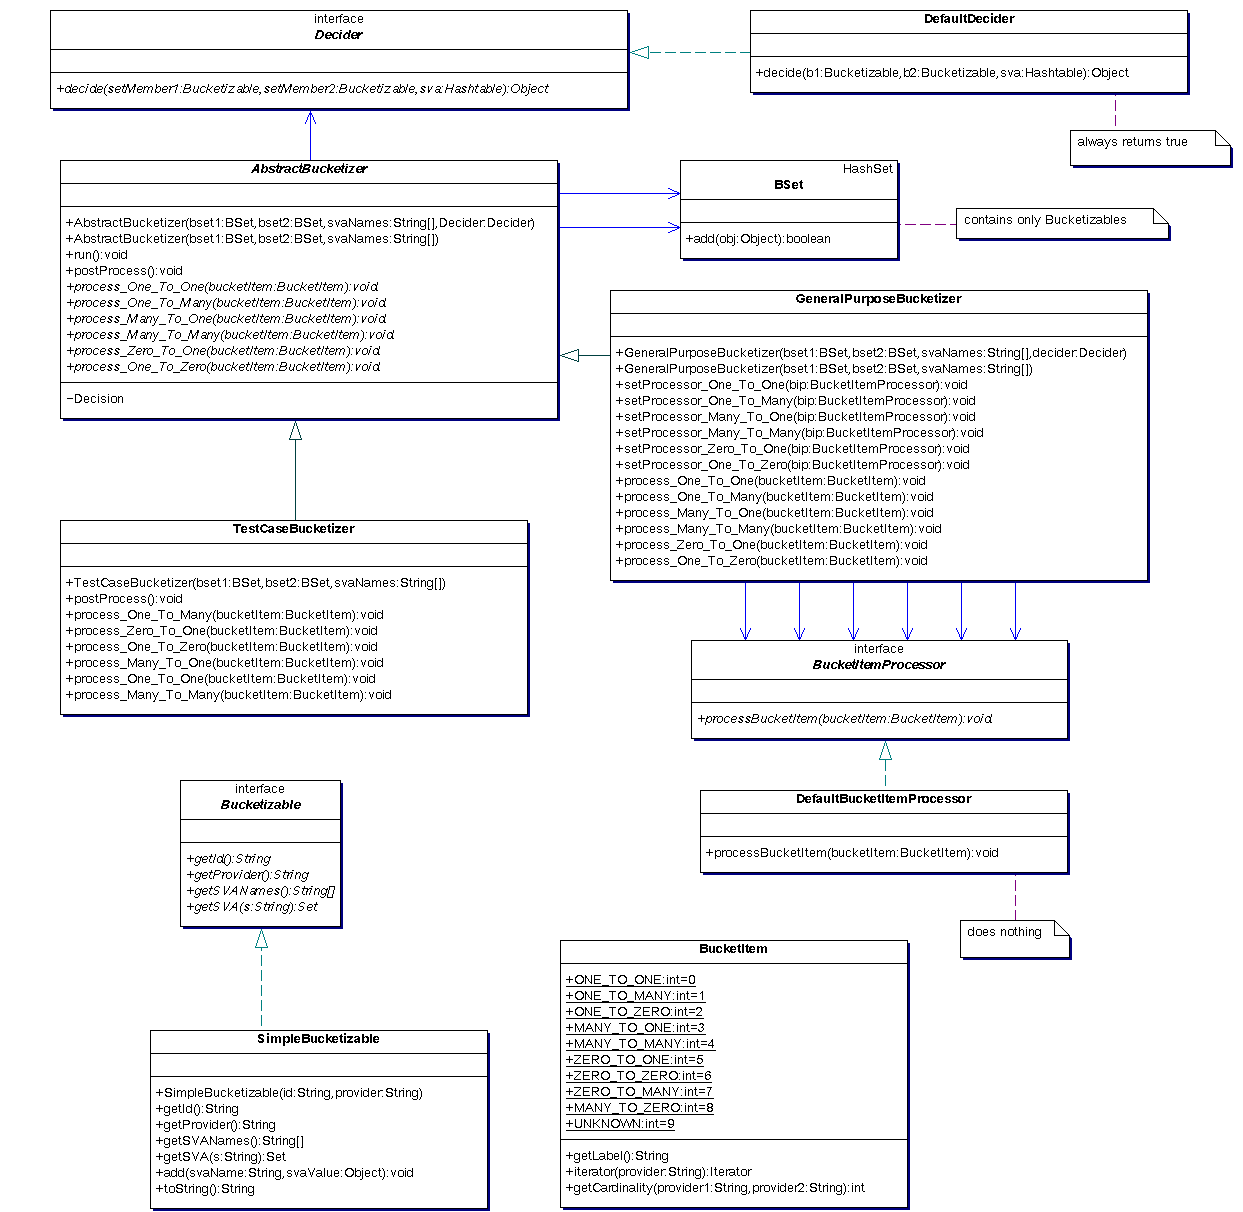 interface
Decider
+decide(setMember1:Bucketizable,setMember2:Bucketizable,sva:Hashtable):Object
DefaultDecider
+decide(b1:Bucketizable,b2:Bucketizable,sva:Hashtable):Object
always returns true
AbstractBucketizer
+AbstractBucketizer(bset1:BSet,bset2:BSet,svaNames:String[],Decider:Decider)
+AbstractBucketizer(bset1:BSet,bset2:BSet,svaNames:String[])
+run():void
+postProcess():void
+process_One_To_One(bucketItem:BucketItem):void
+process_One_To_Many(bucketItem:BucketItem):void
+process_Many_To_One(bucketItem:BucketItem):void
+process_Many_To_Many(bucketItem:BucketItem):void
+process_Zero_To_One(bucketItem:BucketItem):void
+process_One_To_Zero(bucketItem:BucketItem):void
-Decision
HashSet
BSet
+add(obj:Object):boolean
contains only Bucketizables
GeneralPurposeBucketizer
+GeneralPurposeBucketizer(bset1:BSet,bset2:BSet,svaNames:String[],decider:Decider)
+GeneralPurposeBucketizer(bset1:BSet,bset2:BSet,svaNames:String[])
+setProcessor_One_To_One(bip:BucketItemProcessor):void
+setProcessor_One_To_Many(bip:BucketItemProcessor):void
+setProcessor_Many_To_One(bip:BucketItemProcessor):void
+setProcessor_Many_To_Many(bip:BucketItemProcessor):void
+setProcessor_Zero_To_One(bip:BucketItemProcessor):void
+setProcessor_One_To_Zero(bip:BucketItemProcessor):void
+process_One_To_One(bucketItem:BucketItem):void
+process_One_To_Many(bucketItem:BucketItem):void
+process_Many_To_One(bucketItem:BucketItem):void
+process_Many_To_Many(bucketItem:BucketItem):void
+process_Zero_To_One(bucketItem:BucketItem):void
+process_One_To_Zero(bucketItem:BucketItem):void
TestCaseBucketizer
+TestCaseBucketizer(bset1:BSet,bset2:BSet,svaNames:String[])
+postProcess():void
+process_One_To_Many(bucketItem:BucketItem):void
+process_Zero_To_One(bucketItem:BucketItem):void
+process_One_To_Zero(bucketItem:BucketItem):void
+process_Many_To_One(bucketItem:BucketItem):void
+process_One_To_One(bucketItem:BucketItem):void
+process_Many_To_Many(bucketItem:BucketItem):void
interface
BucketItemProcessor
+processBucketItem(bucketItem:BucketItem):void
DefaultBucketItemProcessor
+processBucketItem(bucketItem:BucketItem):void
does nothing
interface
Bucketizable
+getId():String
+getProvider():String
+getSVANames():String[]
+getSVA(s:String):Set
SimpleBucketizable
+SimpleBucketizable(id:String,provider:String)
+getId():String
+getProvider():String
+getSVANames():String[]
+getSVA(s:String):Set
+add(svaName:String,svaValue:Object):void
+toString():String
BucketItem
+ONE_TO_ONE:int=0
+ONE_TO_MANY:int=1
+ONE_TO_ZERO:int=2
+MANY_TO_ONE:int=3
+MANY_TO_MANY:int=4
+ZERO_TO_ONE:int=5
+ZERO_TO_ZERO:int=6
+ZERO_TO_MANY:int=7
+MANY_TO_ZERO:int=8
+UNKNOWN:int=9
+getLabel():String
+iterator(provider:String):Iterator
+getCardinality(provider1:String,provider2:String):int